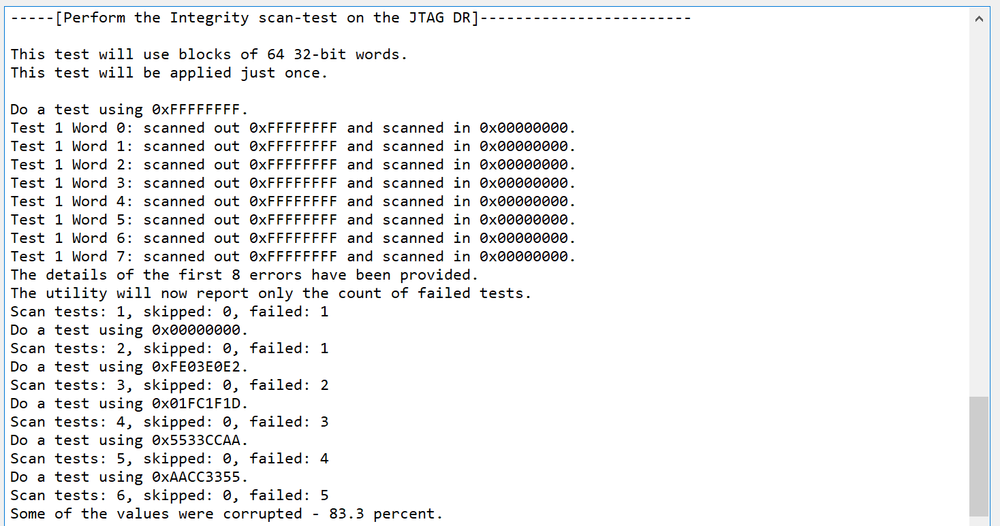 -----[Perform the Integrity scan-test on the JTAG DR]------------------------
This test will use blocks of 64 32-bit words.
This test will be applied just once.
Do a test using 0xFFFFFFFF.
Test 1 Word 0: scanned out 0xFFFFFFFF and scanned in 0x00000000.
Test 1 Word 1: scanned out 0xFFFFFFFF and scanned in 0x00000000.
Test 1 Word 2: scanned out 0xFFFFFFFF and scanned in 0x00000000.
Test 1 Word 3: scanned out 0xFFFFFFFF and scanned in 0x00000000.
Test 1 Word 4: scanned out 0xFFFFFFFF and scanned in 0x00000000.
Test 1 Word 5: scanned out 0xFFFFFFFF and scanned in 0x00000000.
Test 1 Word 6: scanned out 0xFFFFFFFF and scanned in 0x00000000.
Test 1 Word 7: scanned out 0xFFFFFFFF and scanned in 0x00000000.
The details of the first 8 errors have been provided.
The utility will now report only the count of failed tests.
Scan tests: 1, skipped: 0, failed: 1
Do a test using 0x00000000.
Scan tests: 2, skipped: 0, failed: 1
Do a test using 0xFE03E0E2.
Scan tests: 3, skipped: 0, failed: 2
Do a test using 0x01FC1F1D.
Scan tests: 4, skipped: 0, failed: 3
Do a test using 0x5533CCAA.
Scan tests: 5, skipped: 0, failed: 4
Do a test using 0xAACC3355.
Scan tests: 6, skipped: 0, failed: 5
Some of the values were corrupted - 83.3 percent.